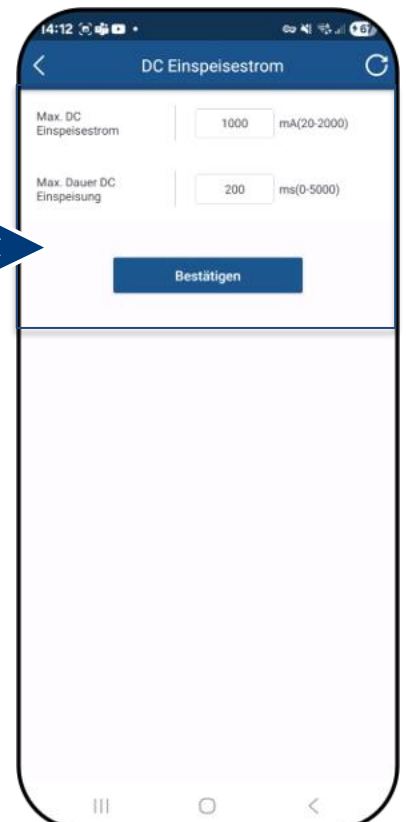 14:12
67
DC Einspeisestrom
Max. DC
Einspeisestrom
1000
mA(20-2000)
Max. Dauer DC
Einspeisung
200
ms(0-5000)
Bestätigen